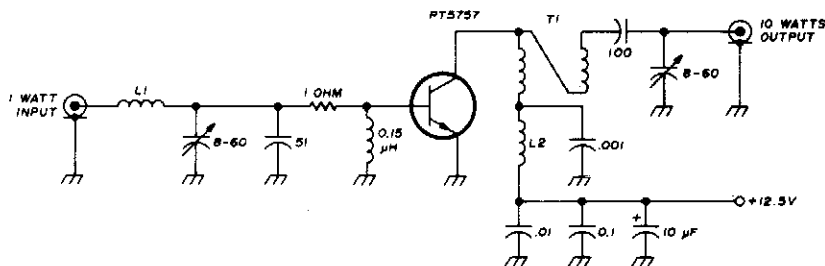 RT5757
T1
10 WATTS
OUTPUT
100
8-60
1 WATT
INPUT
L1
1 OHM
8-60
51
0.15
µH
L2
.001
+12.5V
.01
0.1
+
10 µF